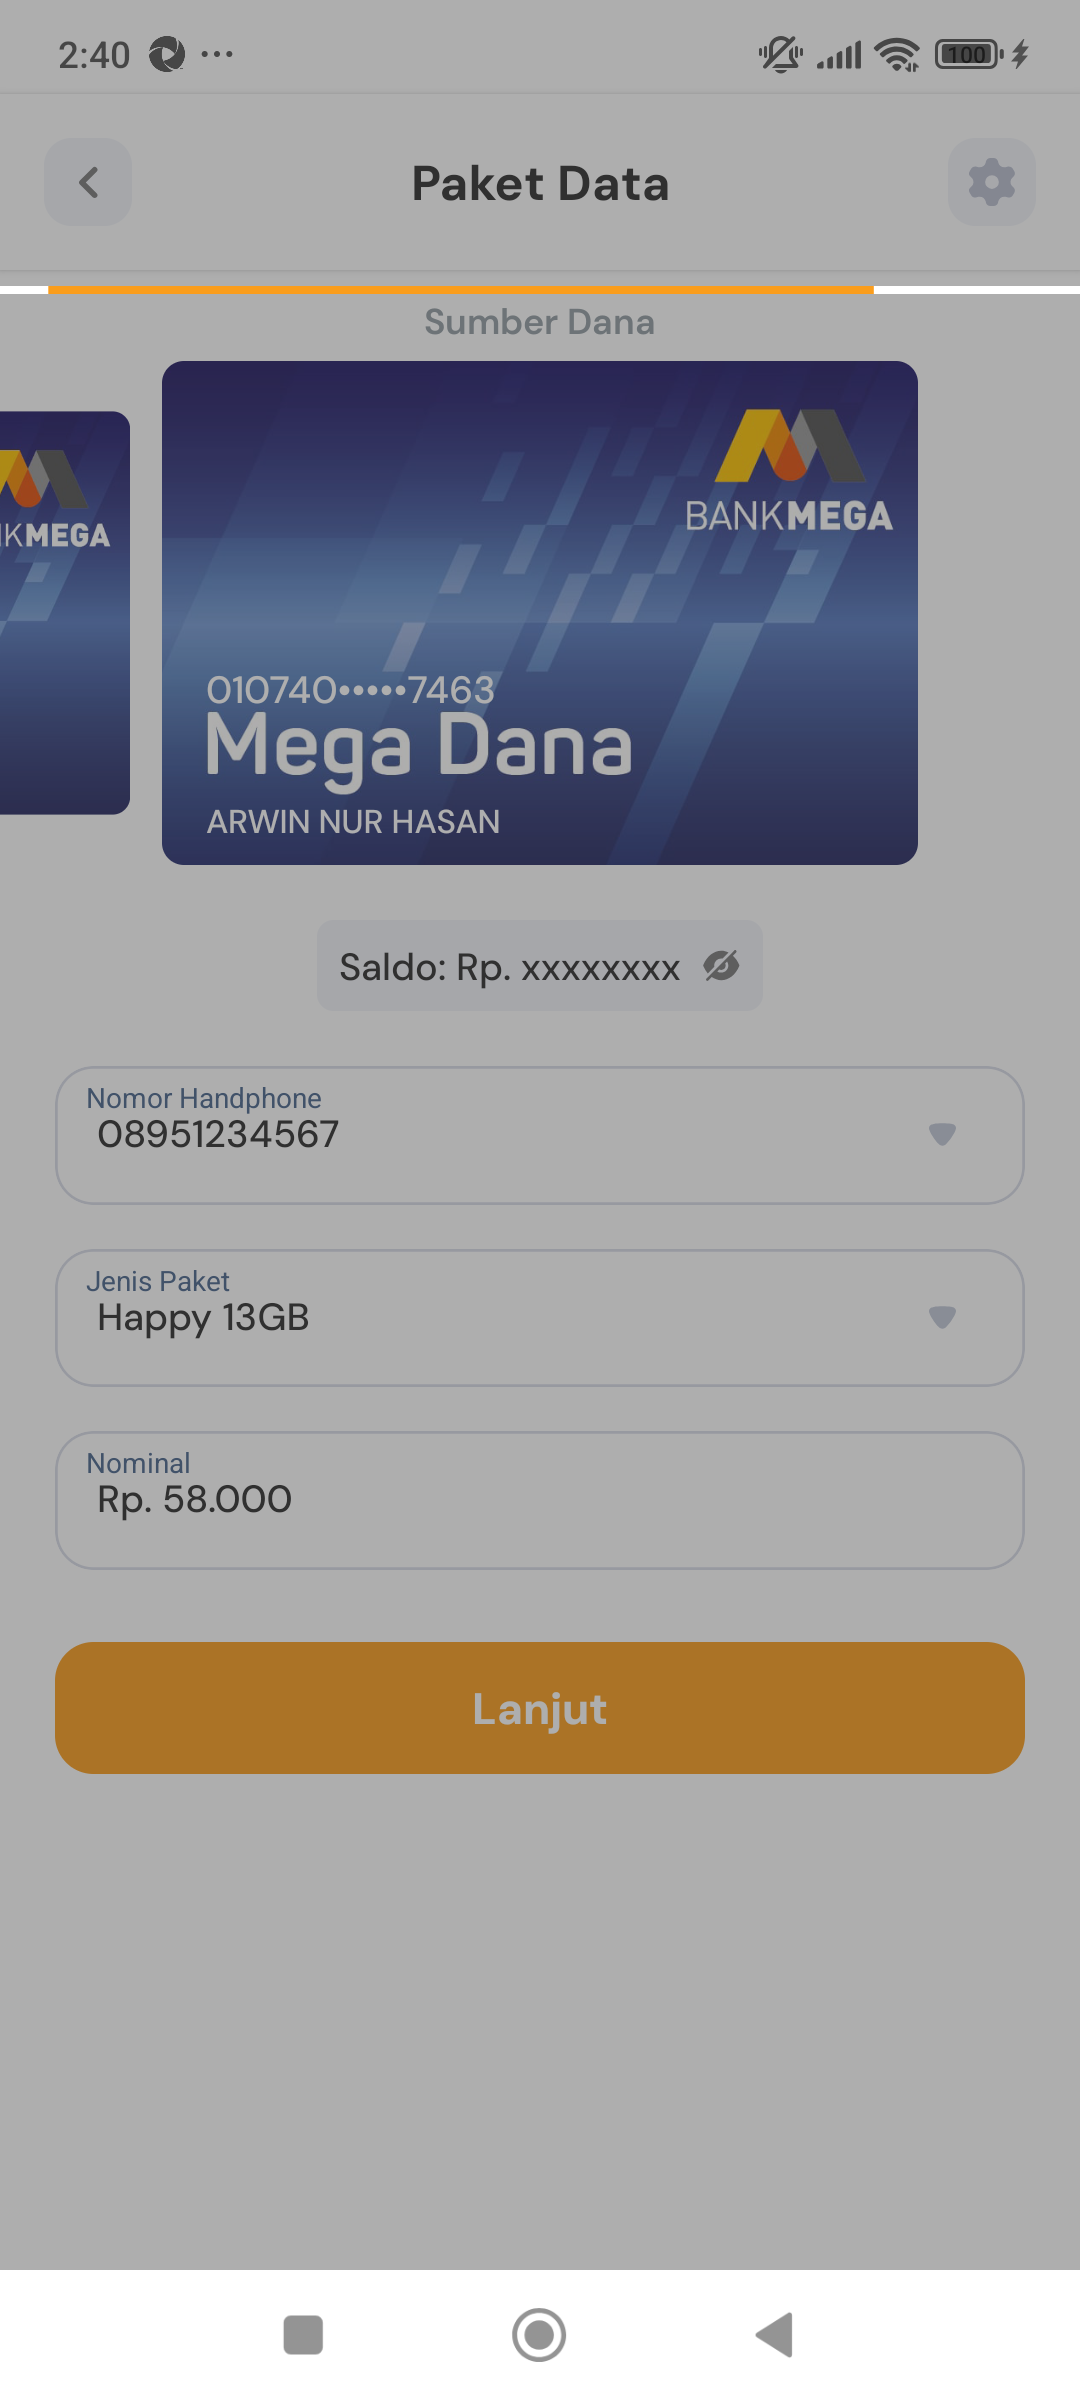 2:40
100
Paket Data
Sumber Dana
BANKMEGA
KMEGA
010740•••••7463
Mega Dana
ARWIN NUR HASAN
Saldo: Rp. xxxxxxxx
Nomor Handphone
08951234567
Jenis Paket
Happy 13GB
Nominal
Rp. 58.000
Lanjut